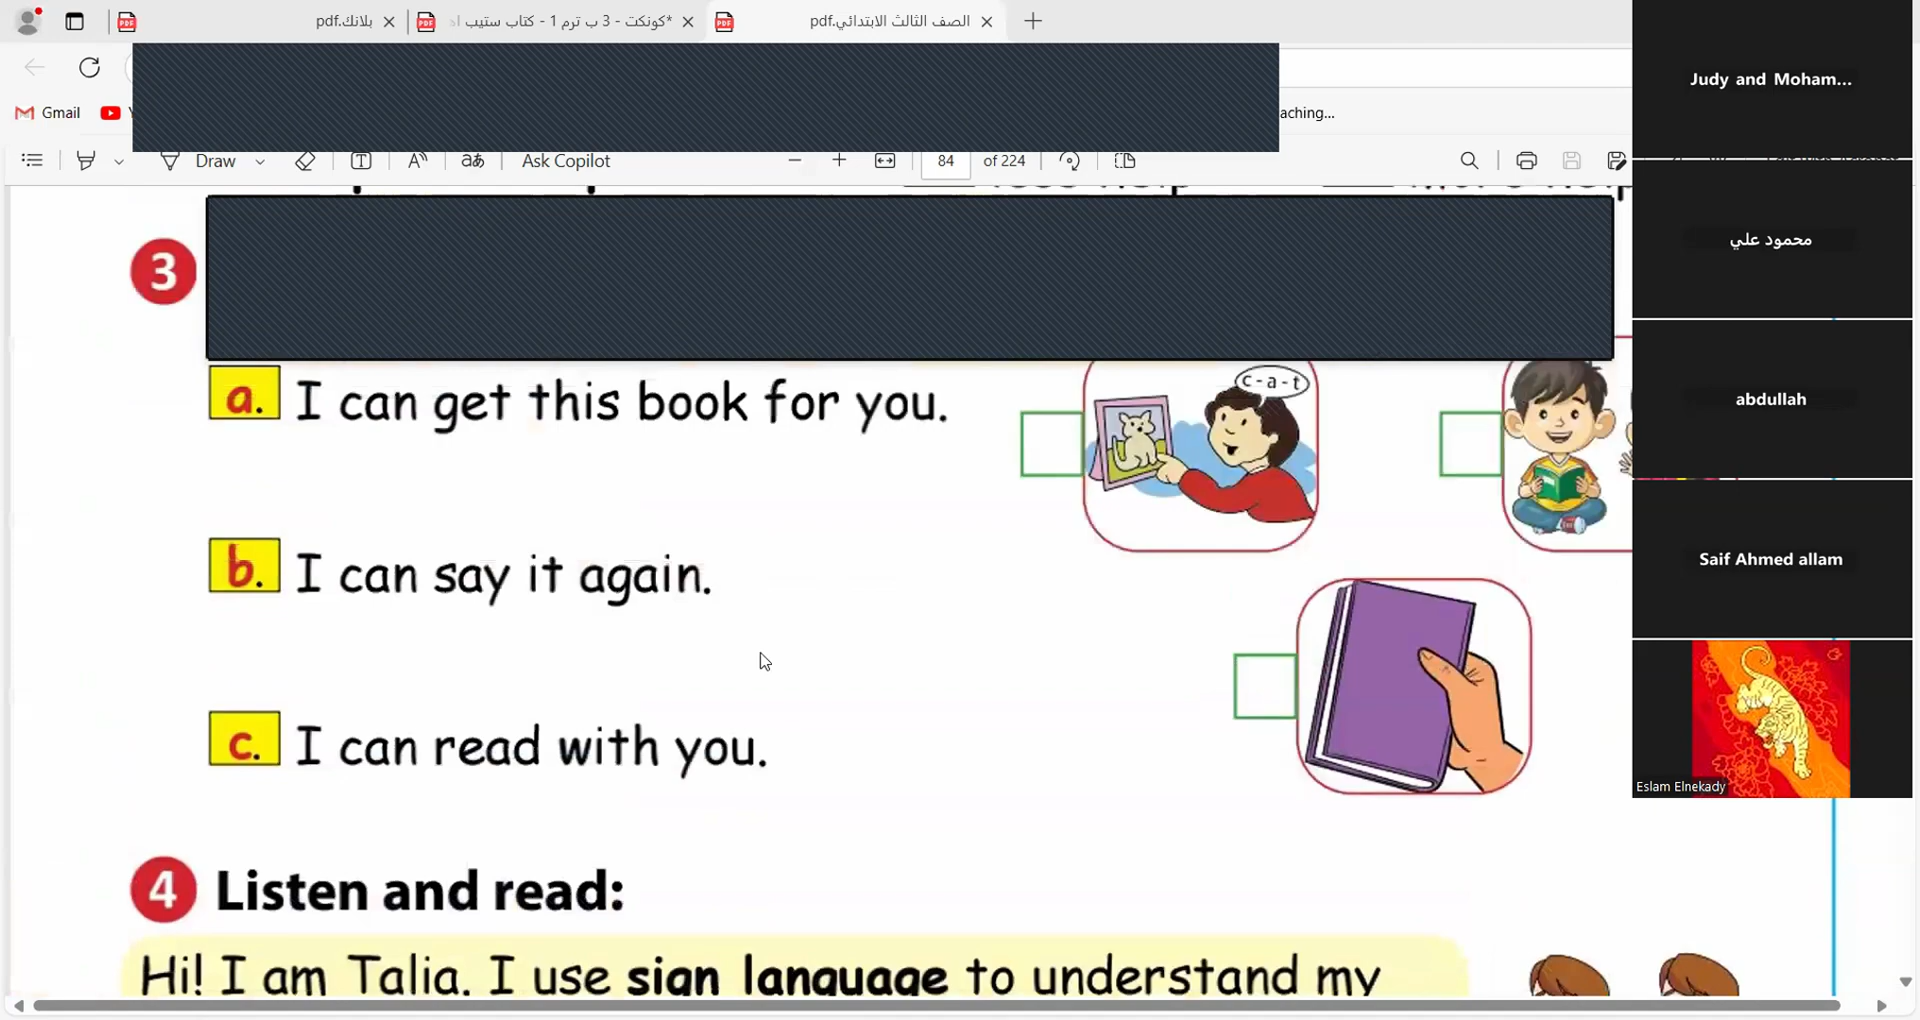 بلانك.pdf
*كونكت - 3 ب ترم 1 - كتاب ستيب
الصف الثالث الابتدائي.pdf
Gmail
aching...
Draw
Ask Copilot
84 of 224
3
a. I can get this book for you.
c-a-t
b. I can say it again.
c. I can read with you.
4 Listen and read:
Hi! I am Talia. I use sign language to understand my
Judy and Moham...
محمود علي
abdullah
Saif Ahmed allam
Eslam Elnekady